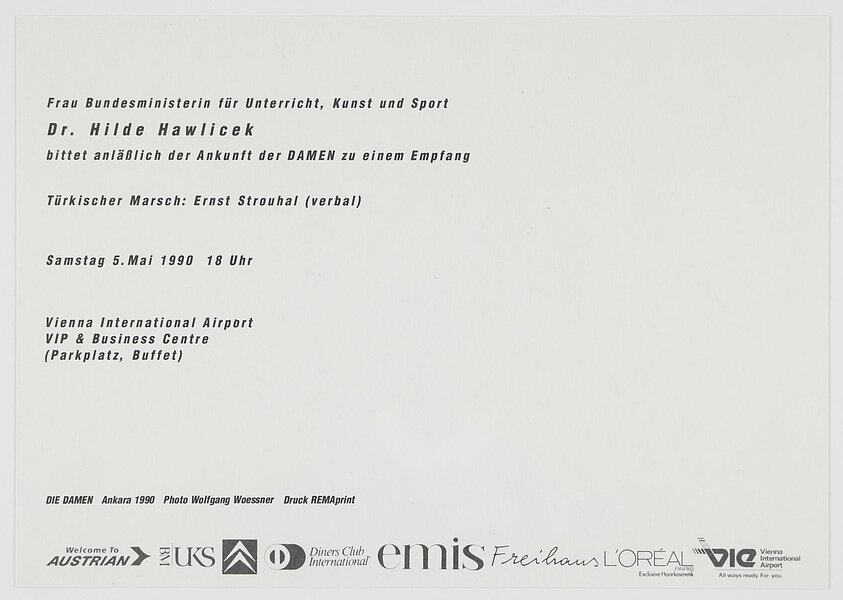 Frau Bundesministerin für Unterricht, Kunst und Sport
Dr. Hilde Hawlicek
bittet anläßlich der Ankunft der DAMEN zu einem Empfang
Türkischer Marsch: Ernst Strouhal (verbal)
Samstag 5.Mai 1990 18 Uhr
Vienna International Airport
VIP & Business Centre
(Parkplatz, Buffet)
DIE DAMEN Ankara 1990 Photo Wolfgang Woessner Druck REMAprint
Welcome To
AUSTRIAN
BM UKS
Diners Club
International
emis
Freihaus
L'ORÉAL
PARIS
Exclusive Haarkosmetik
VIE
Vienna
International
Airport
All ways ready. For you.